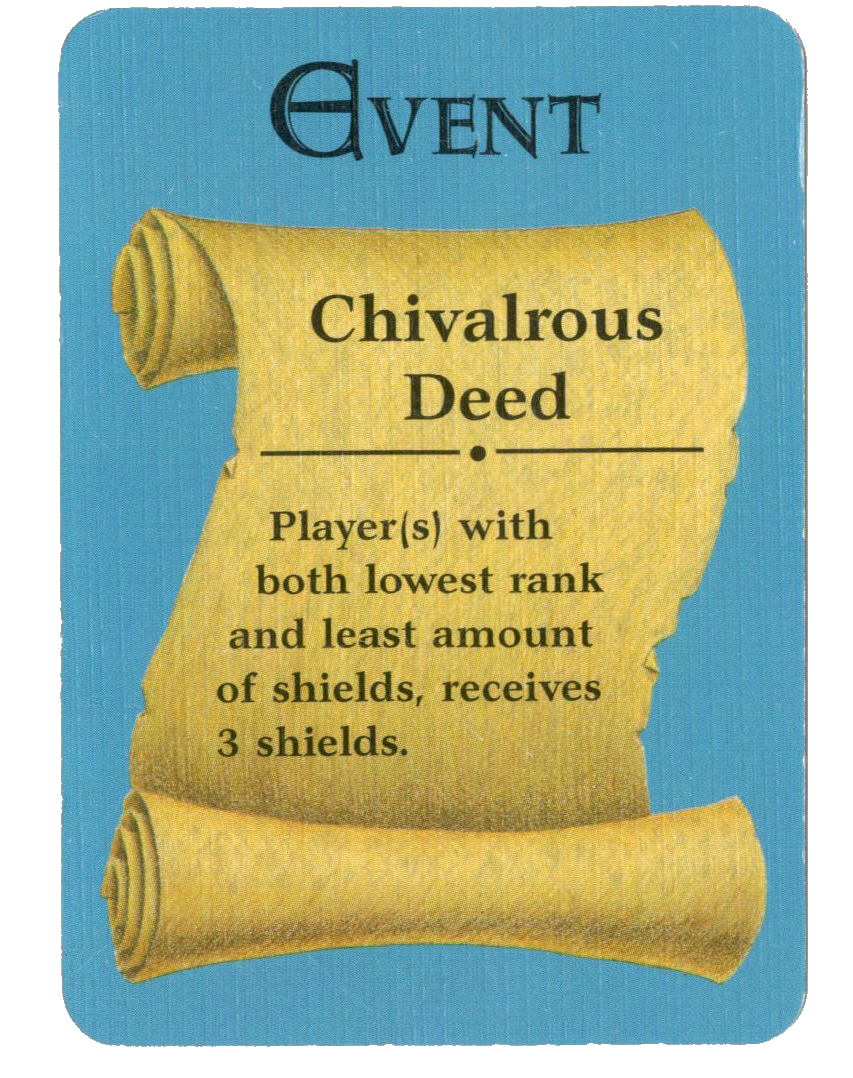 EVENT
Chivalrous
Deed
Player(s) with
both lowest rank
and least amount
of shields, receives
3 shields.